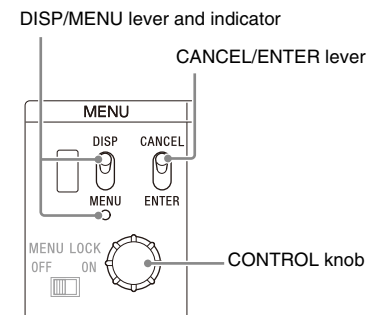 DISP/MENU lever and indicator
CANCEL/ENTER lever
MENU
DISP CANCEL
MENU ENTER
MENU LOCK
OFF ON
CONTROL knob